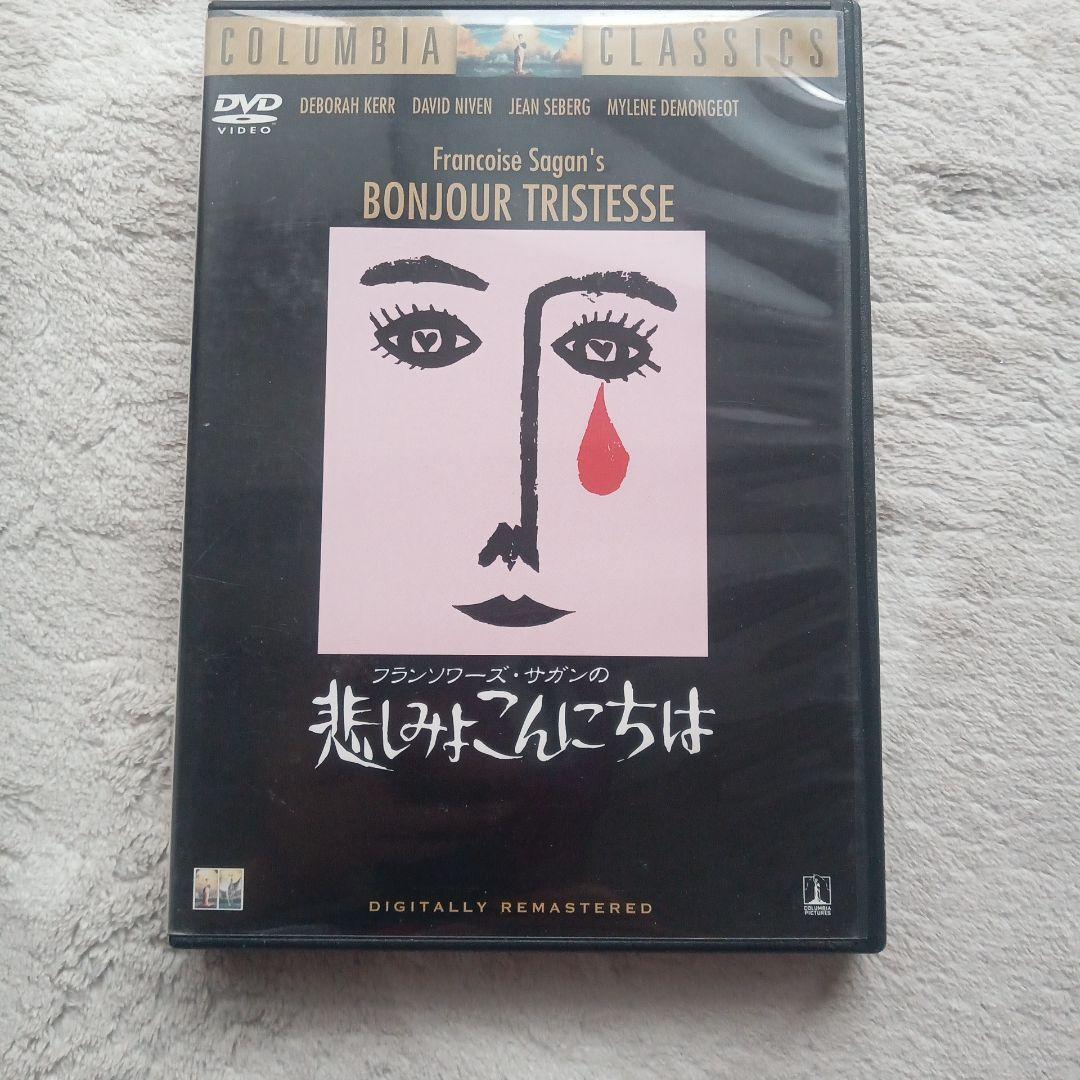 COLUMBIA CLASSICS
DVD
VIDEO
DEBORAH KERR DAVID NIVEN JEAN SEBERG MYLENE DEMONGEOT
Francoise Sagan's
BONJOUR TRISTESSE
フランソワーズ・サガンの
悲しみよこんにちは
DIGITALLY REMASTERED
COLUMBIA
PICTURES